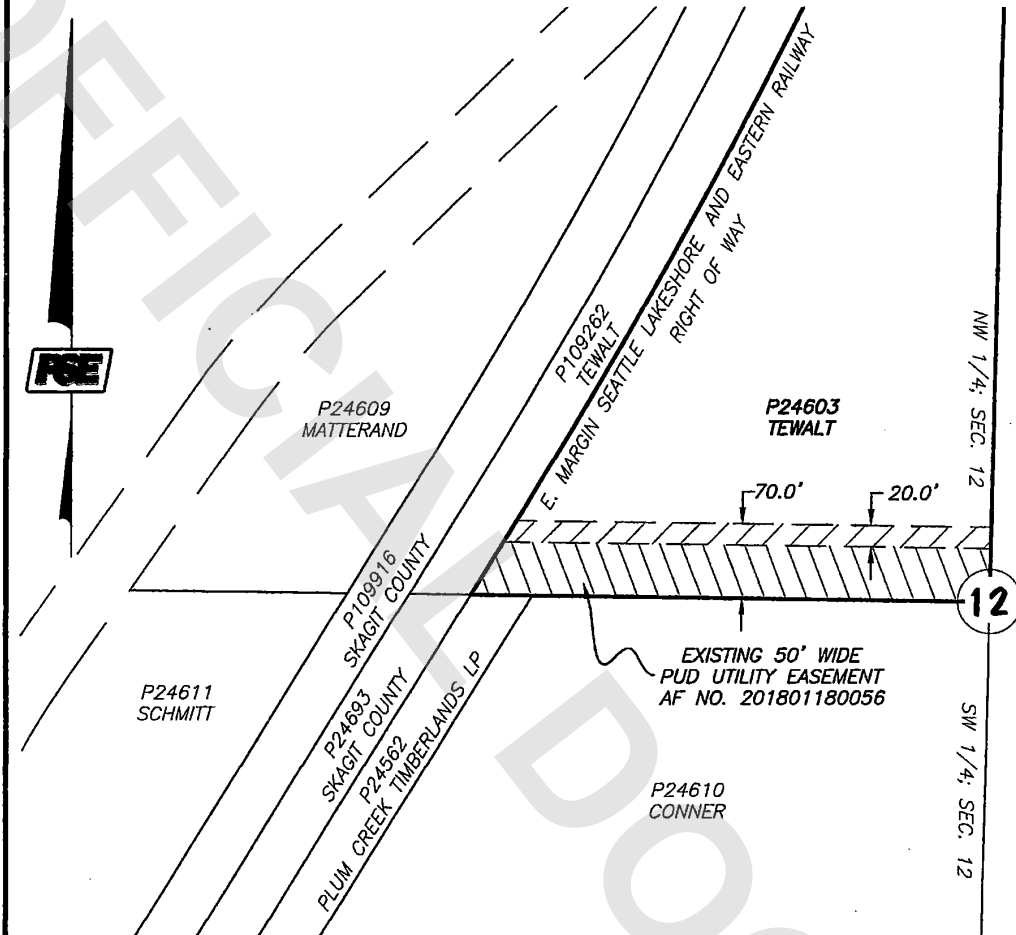 PSE
P24609
MATTERAND
P109262
TEWALT
E. MARGIN SEATTLE LAKESHORE AND EASTERN RAILWAY
RIGHT OF WAY
P24603
TEWALT
NW 1/4; SEC. 12
70.0'
20.0'
P109916
SKAGIT COUNTY
12
EXISTING 50' WIDE
PUD UTILITY EASEMENT
AF NO. 201801180056
P24611
SCHMITT
P24693
SKAGIT COUNTY
P24562
PLUM CREEK TIMBERLANDS LP
P24610
CONNER
SW 1/4; SEC. 12
OFFICIAL DOC